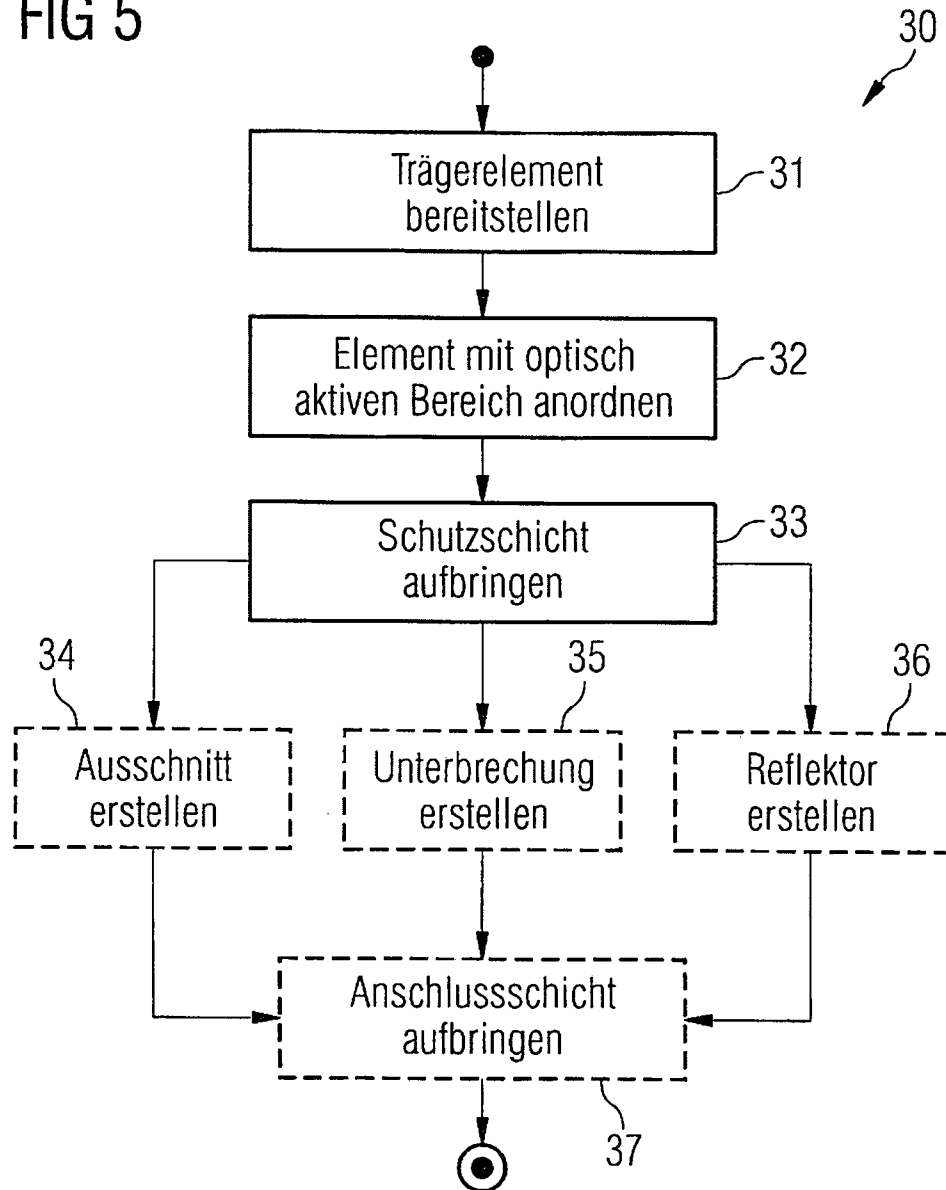 FIG 5
30
Trägerelement
bereitstellen
31
Element mit optisch
aktiven Bereich anordnen
32
Schutzschicht
aufbringen
33
34
35
36
Ausschnitt
erstellen
Unterbrechung
erstellen
Reflektor
erstellen
Anschlussschicht
aufbringen
37